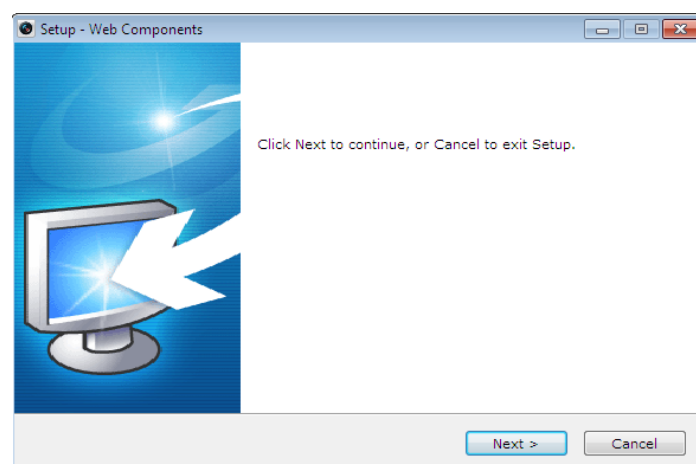 Setup - Web Components
Click Next to continue, or Cancel to exit Setup.
Next >
Cancel